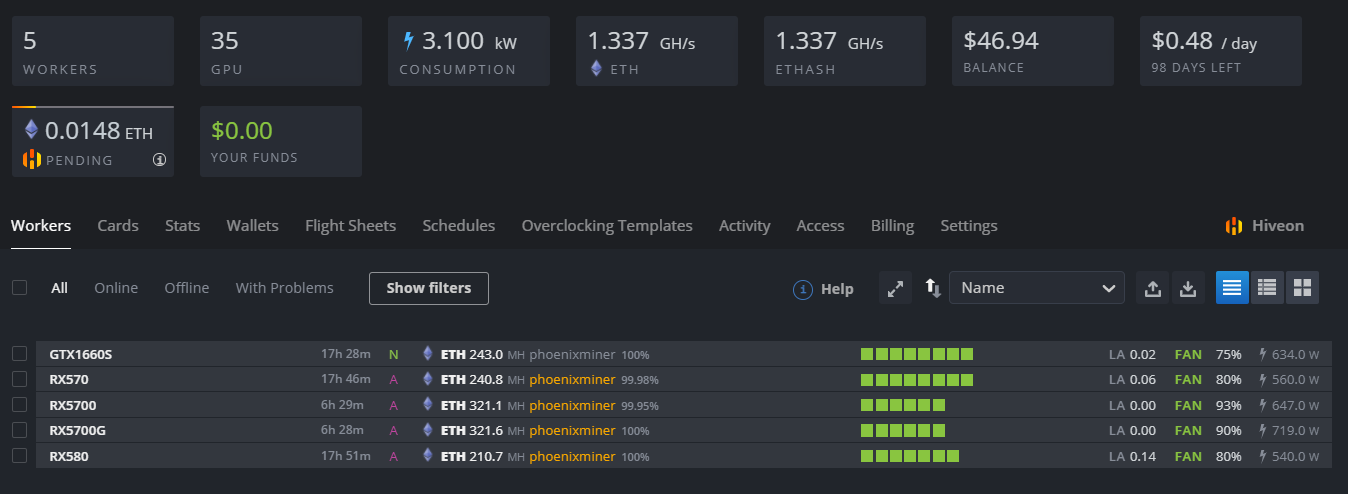 5
WORKERS
35
GPU
3.100 kW
CONSUMPTION
1.337 GH/s
ETH
1.337 GH/s
ETHASH
$46.94
BALANCE
$0.48 / day
98 DAYS LEFT
0.0148 ETH
PENDING
$0.00
YOUR FUNDS
Workers Cards Stats Wallets Flight Sheets Schedules Overclocking Templates Activity Access Billing Settings Hiveon
All Online Offline With Problems Show filters Help Name
GTX1660S 17h 28m N ETH 243.0 MH phoenixminer 100% LA 0.02 FAN 75% 634.0 W
RX570 17h 46m A ETH 240.8 MH phoenixminer 99.98% LA 0.06 FAN 80% 560.0 W
RX5700 6h 29m A ETH 321.1 MH phoenixminer 99.95% LA 0.00 FAN 93% 647.0 W
RX5700G 6h 28m A ETH 321.6 MH phoenixminer 100% LA 0.00 FAN 90% 719.0 W
RX580 17h 51m A ETH 210.7 MH phoenixminer 100% LA 0.14 FAN 80% 540.0 W